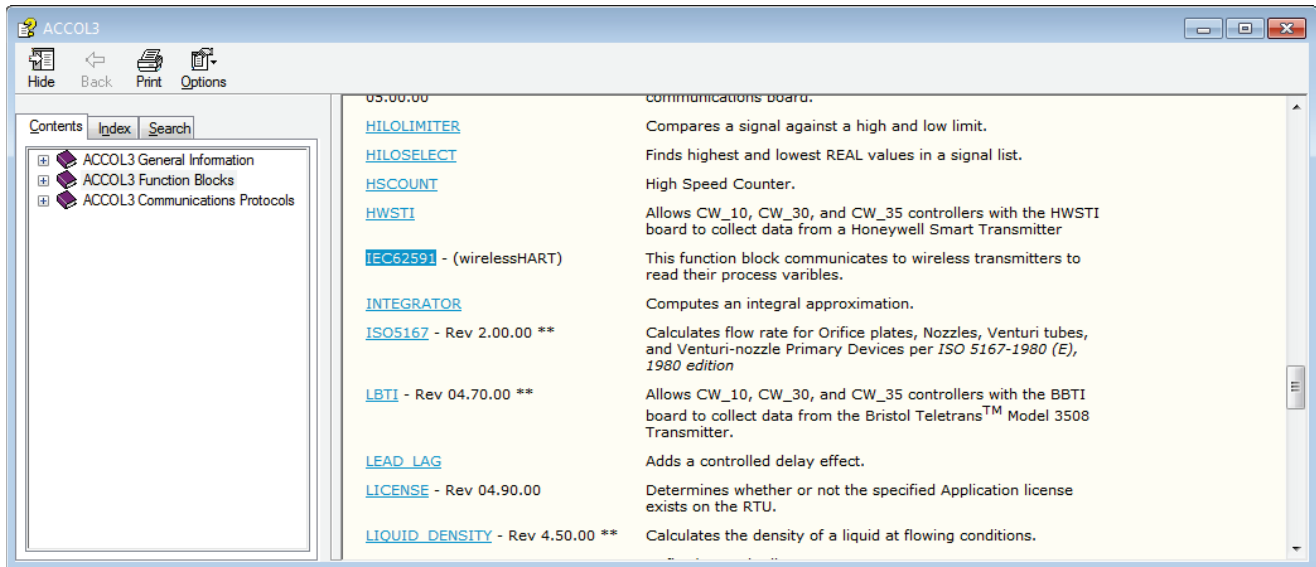 ACCOL3
Hide Back Print Options
Contents Index Search
ACCOL3 General Information
ACCOL3 Function Blocks
ACCOL3 Communications Protocols
05.00.00 communications board.
HILOLIMITER Compares a signal against a high and low limit.
HILOSELECT Finds highest and lowest REAL values in a signal list.
HSCOUNT High Speed Counter.
HWSTI Allows CW_10, CW_30, and CW_35 controllers with the HWSTI
board to collect data from a Honeywell Smart Transmitter
IEC62591 - (wirelessHART) This function block communicates to wireless transmitters to
read their process varibles.
INTEGRATOR Computes an integral approximation.
ISO5167 - Rev 2.00.00 ** Calculates flow rate for Orifice plates, Nozzles, Venturi tubes,
and Venturi-nozzle Primary Devices per ISO 5167-1980 (E),
1980 edition
LBTI - Rev 04.70.00 ** Allows CW_10, CW_30, and CW_35 controllers with the BBTI
board to collect data from the Bristol Teletrans™ Model 3508
Transmitter.
LEAD_LAG Adds a controlled delay effect.
LICENSE - Rev 04.90.00 Determines whether or not the specified Application license
exists on the RTU.
LIQUID_DENSITY - Rev 4.50.00 ** Calculates the density of a liquid at flowing conditions.